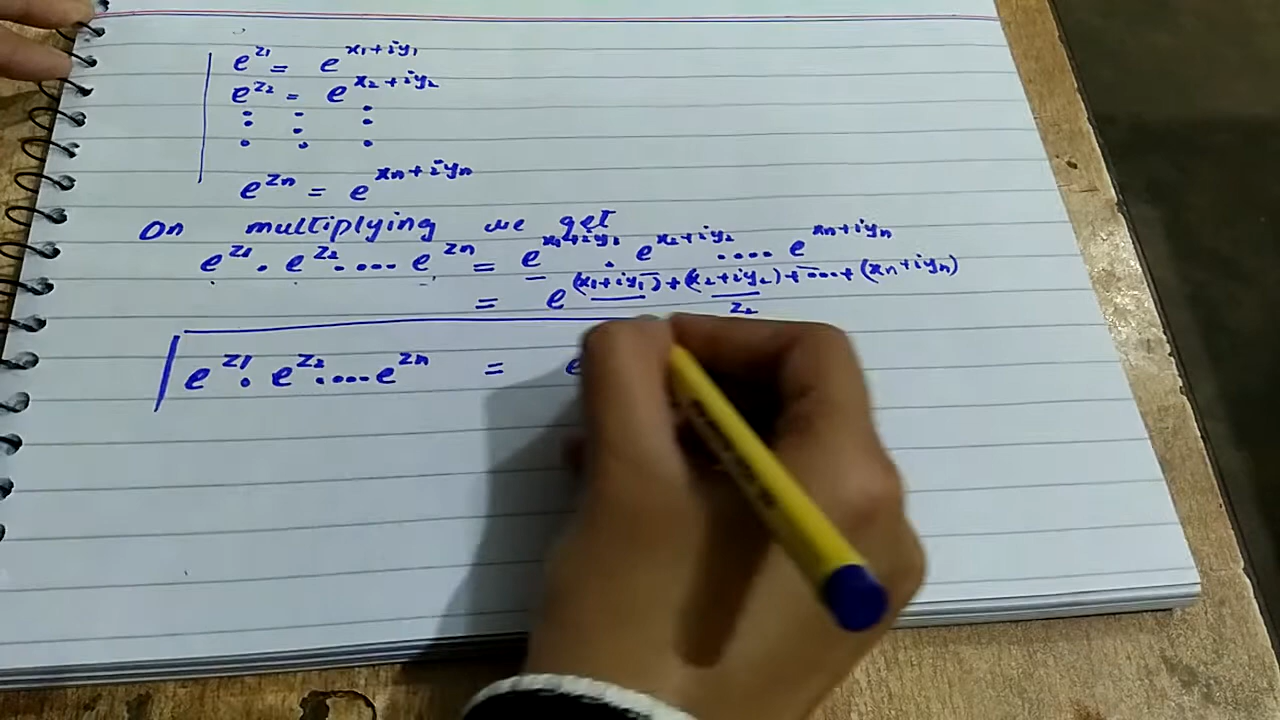 e^z1 = e^x1+iy1
e^z2 = e^x2+iy2
: : :
. . .
e^zn = e^xn+iyn
On multiplying we get
e^z1 . e^z2 .... e^zn = e^x1+iy1 . e^x2+iy2 .... e^xn+iyn
= e^(x1+iy1)+(x2+iy2)+....+(xn+iyn)
z2
e^z1 . e^z2 .... e^zn = e